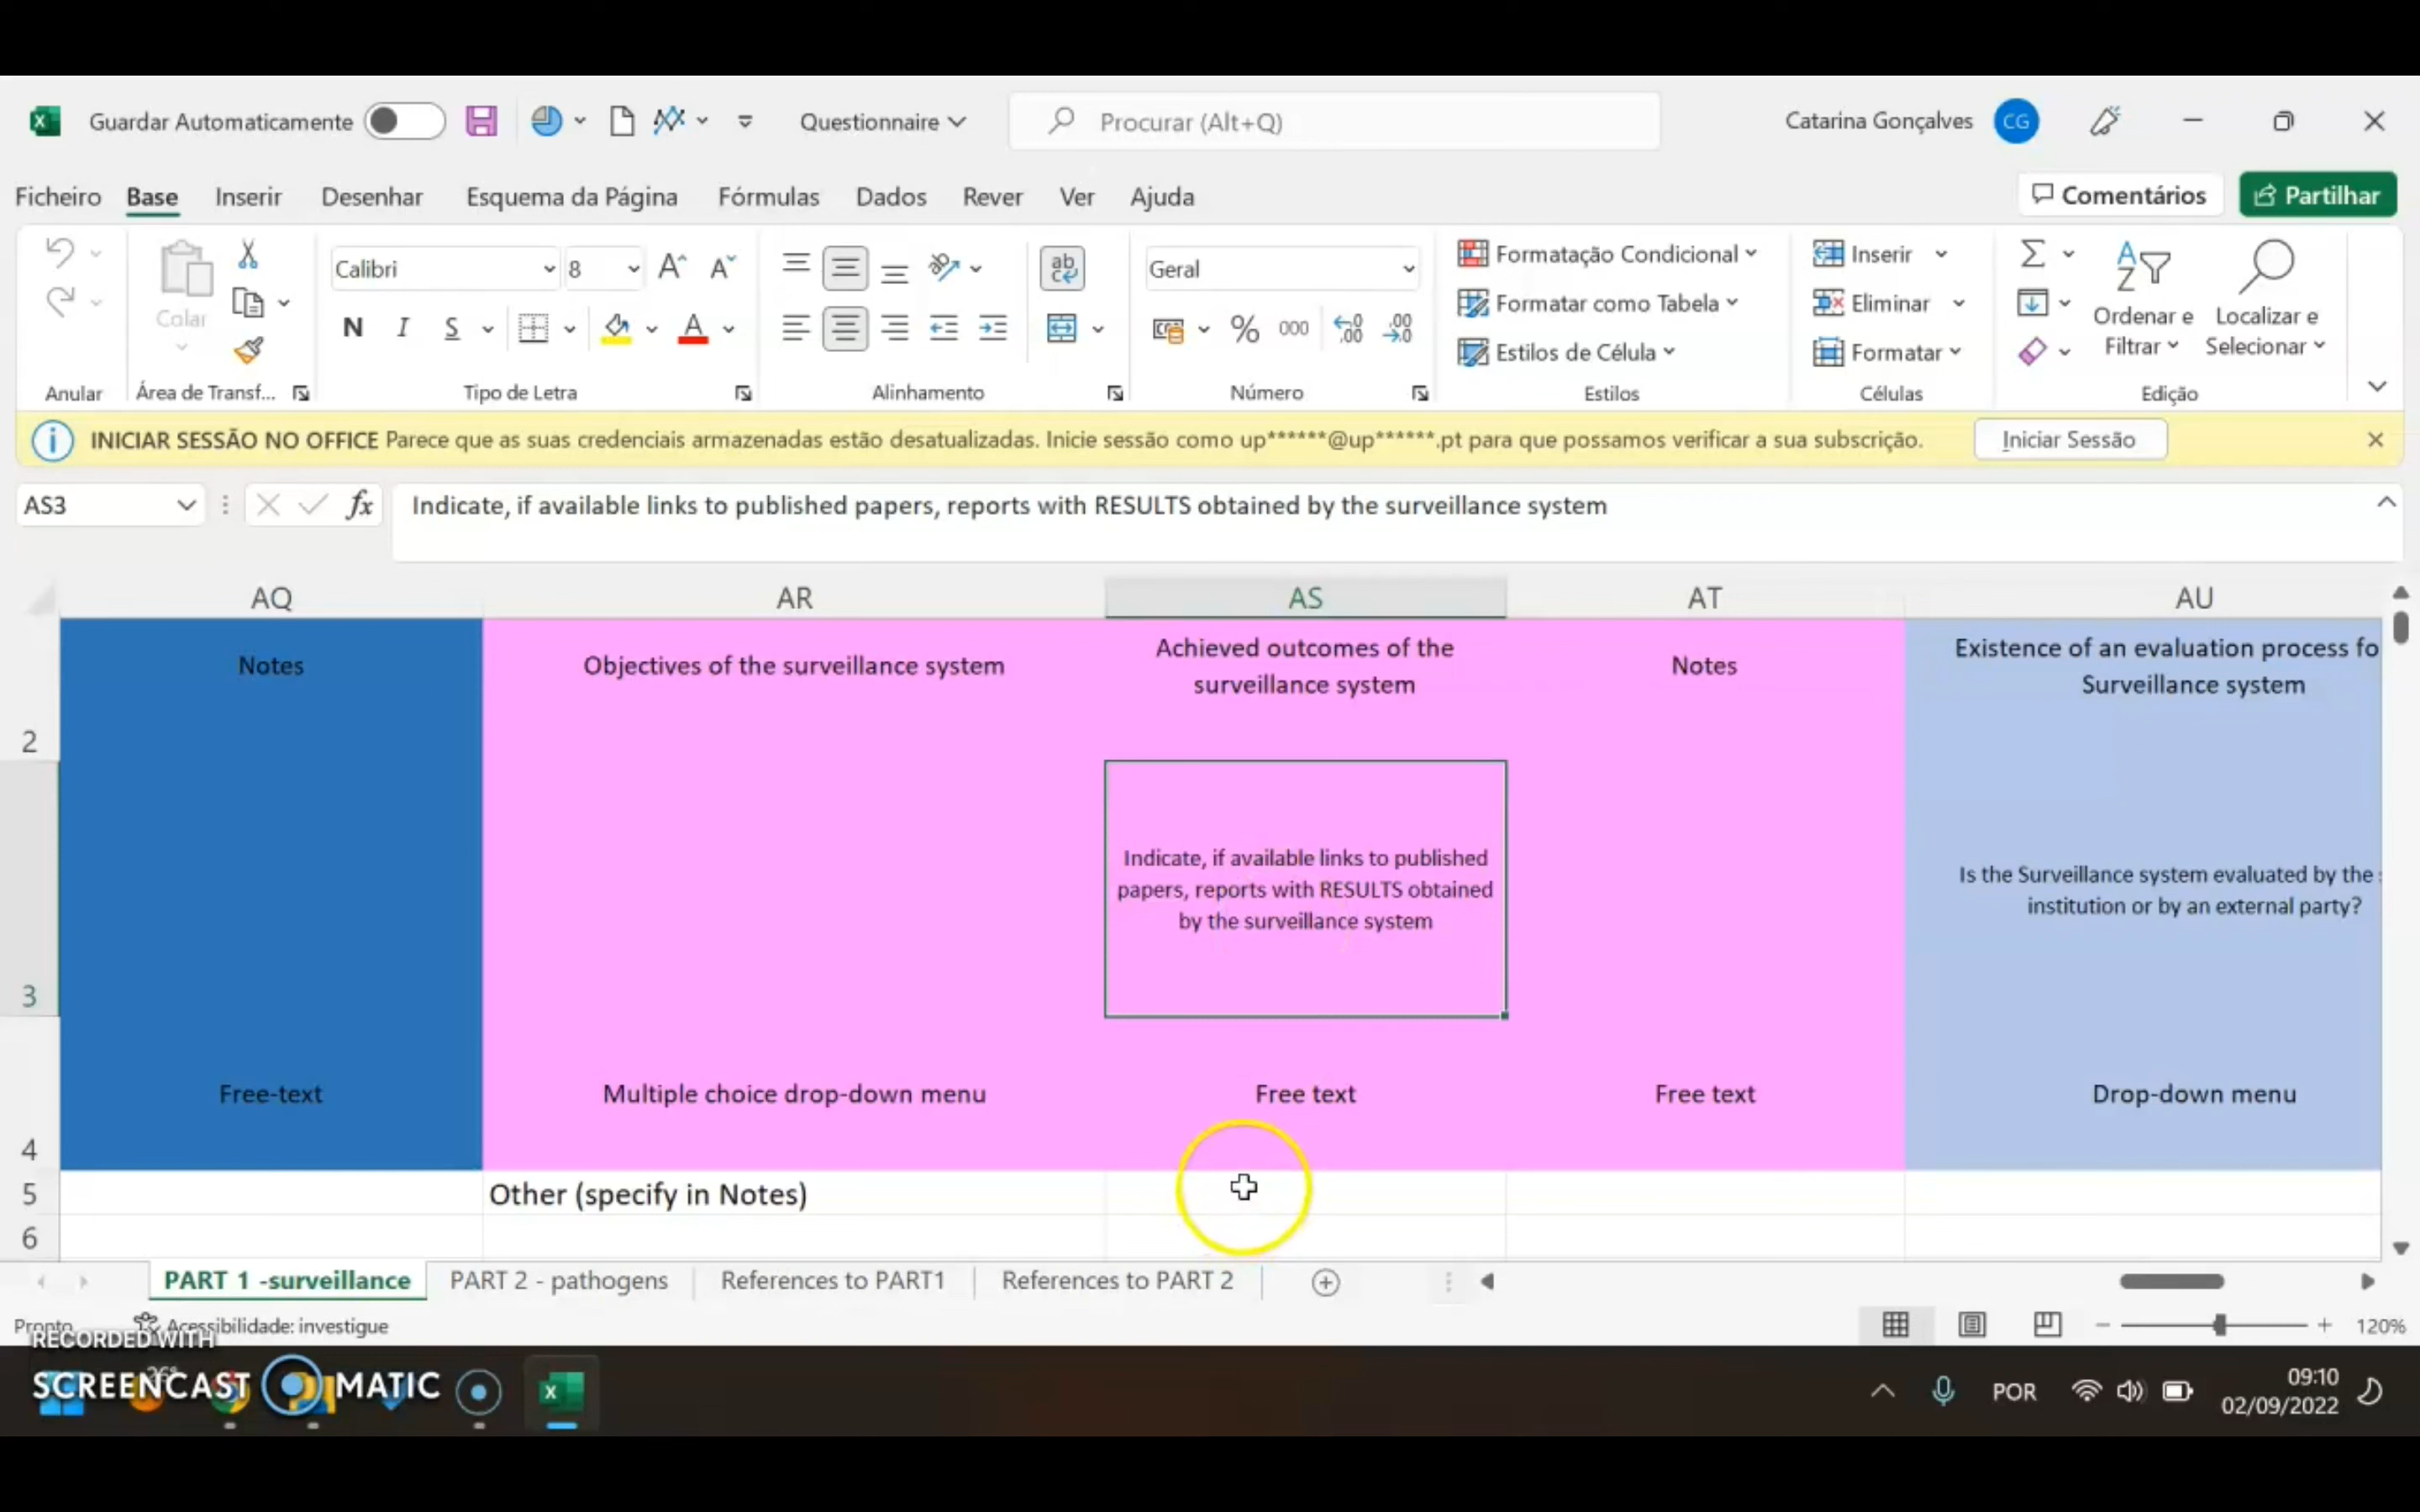 Guardar Automaticamente
Questionnaire
Procurar (Alt+Q)
Catarina Gonçalves
CG
Ficheiro
Base
Inserir
Desenhar
Esquema da Página
Fórmulas
Dados
Rever
Ver
Ajuda
Comentários
Partilhar
Colar
Calibri
8
N
I
S
A
ab
Geral
%
000
Formatação Condicional
Formatar como Tabela
Estilos de Célula
Inserir
Eliminar
Formatar
Ordenar e
Filtrar
Localizar e
Selecionar
Anular
Área de Transf...
Tipo de Letra
Alinhamento
Número
Estilos
Células
Edição
INICIAR SESSÃO NO OFFICE Parece que as suas credenciais armazenadas estão desatualizadas. Inicie sessão como up******@up******.pt para que possamos verificar a sua subscrição.
Iniciar Sessão
AS3
fx
Indicate, if available links to published papers, reports with RESULTS obtained by the surveillance system
AQ
AR
AS
AT
AU
2
Notes
Objectives of the surveillance system
Achieved outcomes of the
surveillance system
Notes
Existence of an evaluation process fo
Surveillance system
3
Indicate, if available links to published
papers, reports with RESULTS obtained
by the surveillance system
Is the Surveillance system evaluated by the
institution or by an external party?
4
Free-text
Multiple choice drop-down menu
Free text
Free text
Drop-down menu
5
Other (specify in Notes)
6
PART 1 -surveillance
PART 2 - pathogens
References to PART1
References to PART 2
Pronto
Acessibilidade: investigue
120%
RECORDED WITH
SCREENCAST MATIC
POR
09:10
02/09/2022